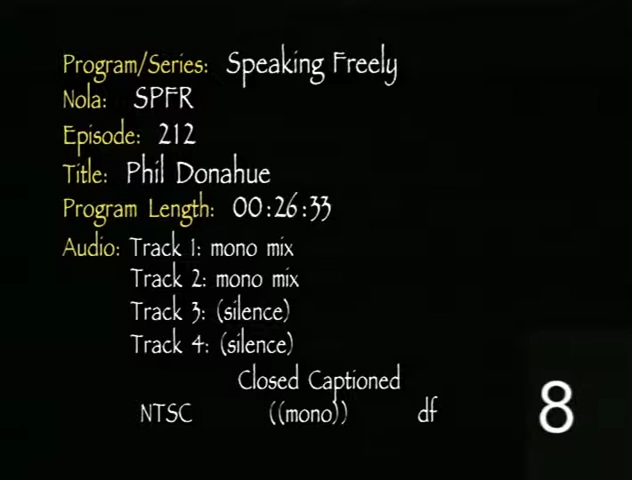 Program/Series: Speaking Freely
Nola: SPFR
Episode: 212
Title: Phil Donahue
Program Length: 00:26:33
Audio: Track 1: mono mix
Track 2: mono mix
Track 3: (silence)
Track 4: (silence)
Closed Captioned
NTSC ((mono)) df
8